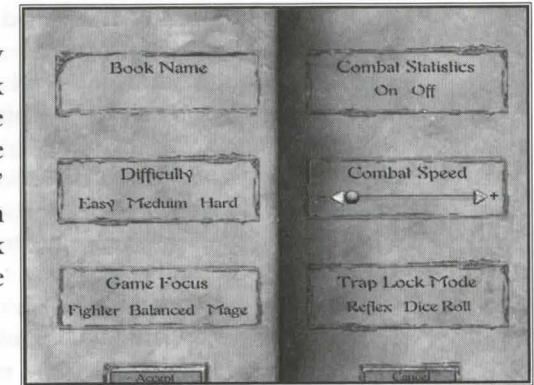 Book Name
Difficulty
Easy Meduim Hard
Game Focus
Fighter Balanced Mage
Accept
Combat Statistics
On Off
Combat Speed
- +
Trap Lock Mode
Reflex Dice Roll
Cancel